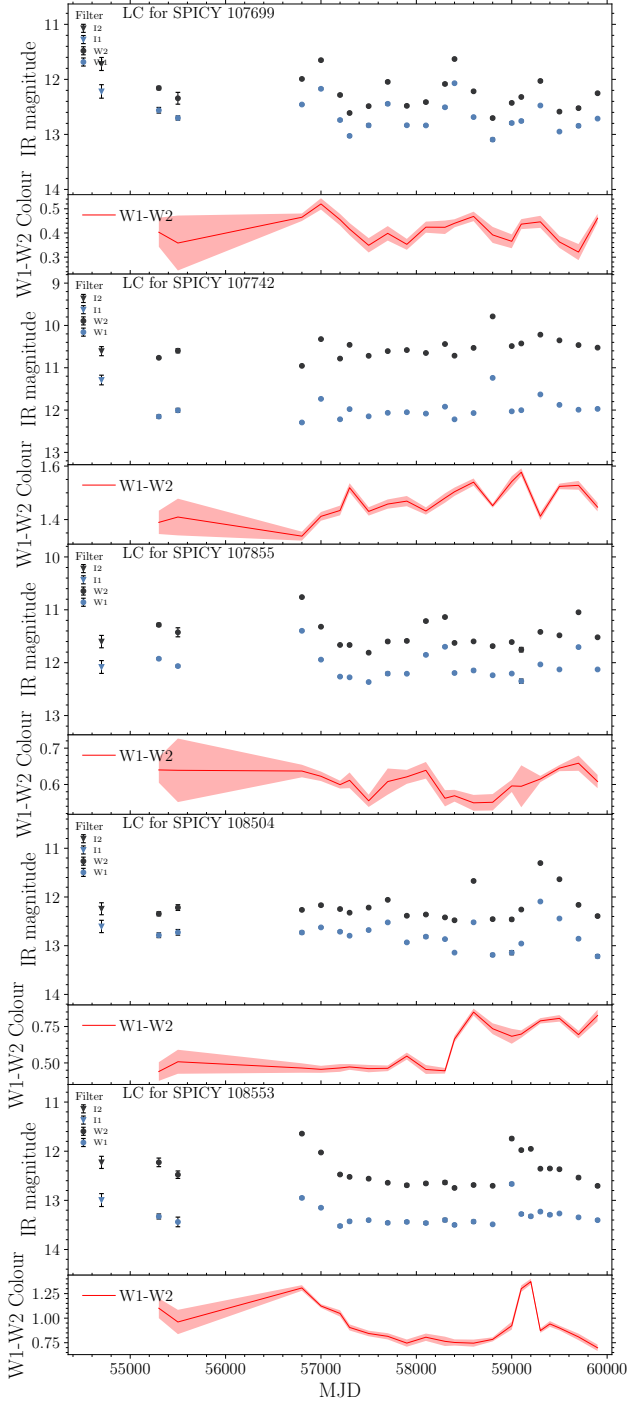 LC for SPICY 107699
Filter
I2
I1
W2
W1
IR magnitude
11
12
13
14
W1-W2
W1-W2 Colour
0.5
0.4
0.3
LC for SPICY 107742
Filter
I2
I1
W2
W1
IR magnitude
9
10
11
12
13
W1-W2
W1-W2 Colour
1.6
1.4
LC for SPICY 107855
Filter
I2
I1
W2
W1
IR magnitude
10
11
12
13
W1-W2
W1-W2 Colour
0.7
0.6
LC for SPICY 108504
Filter
I2
I1
W2
W1
IR magnitude
11
12
13
14
W1-W2
W1-W2 Colour
0.75
0.50
LC for SPICY 108553
Filter
I2
I1
W2
W1
IR magnitude
11
12
13
14
W1-W2
W1-W2 Colour
1.25
1.00
0.75
55000 56000 57000 58000 59000 60000
MJD